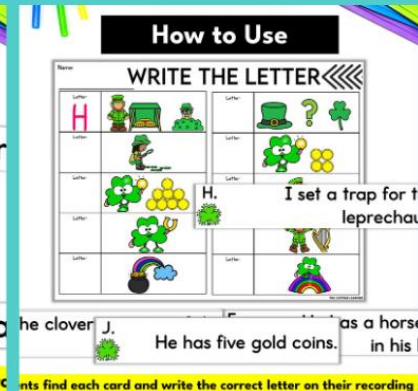 How to Use
Name:
WRITE THE LETTER
Letter:
Letter:
H
Letter:
Letter:
Letter:
Letter:
Letter:
Letter:
Letter:
H.
I set a trap for t
leprechau
he clover
J.
He has five gold coins.
as a horse
in his
ents find each card and write the correct letter on their recording